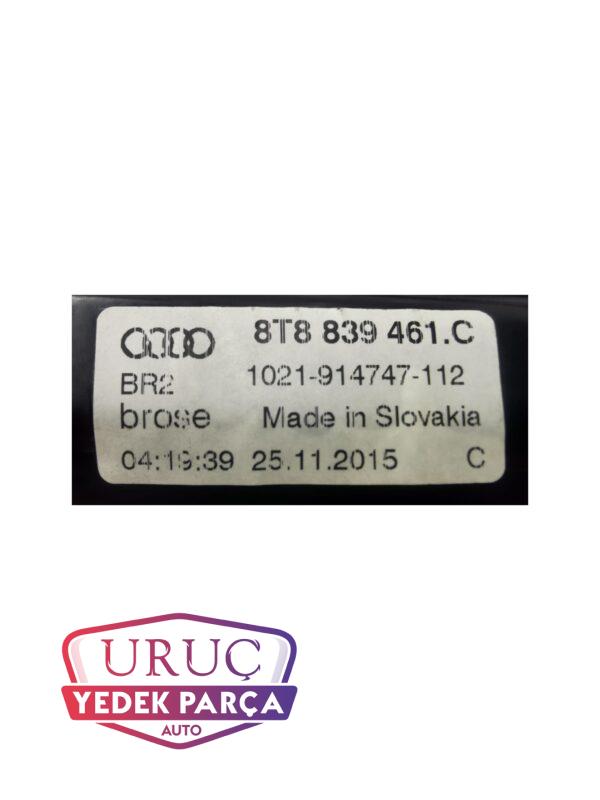 8T8 839 461.C
BR2 1021-914747-112
brose Made in Slovakia
04:19:39 25.11.2015 C
URUÇ
YEDEK PARÇA
AUTO